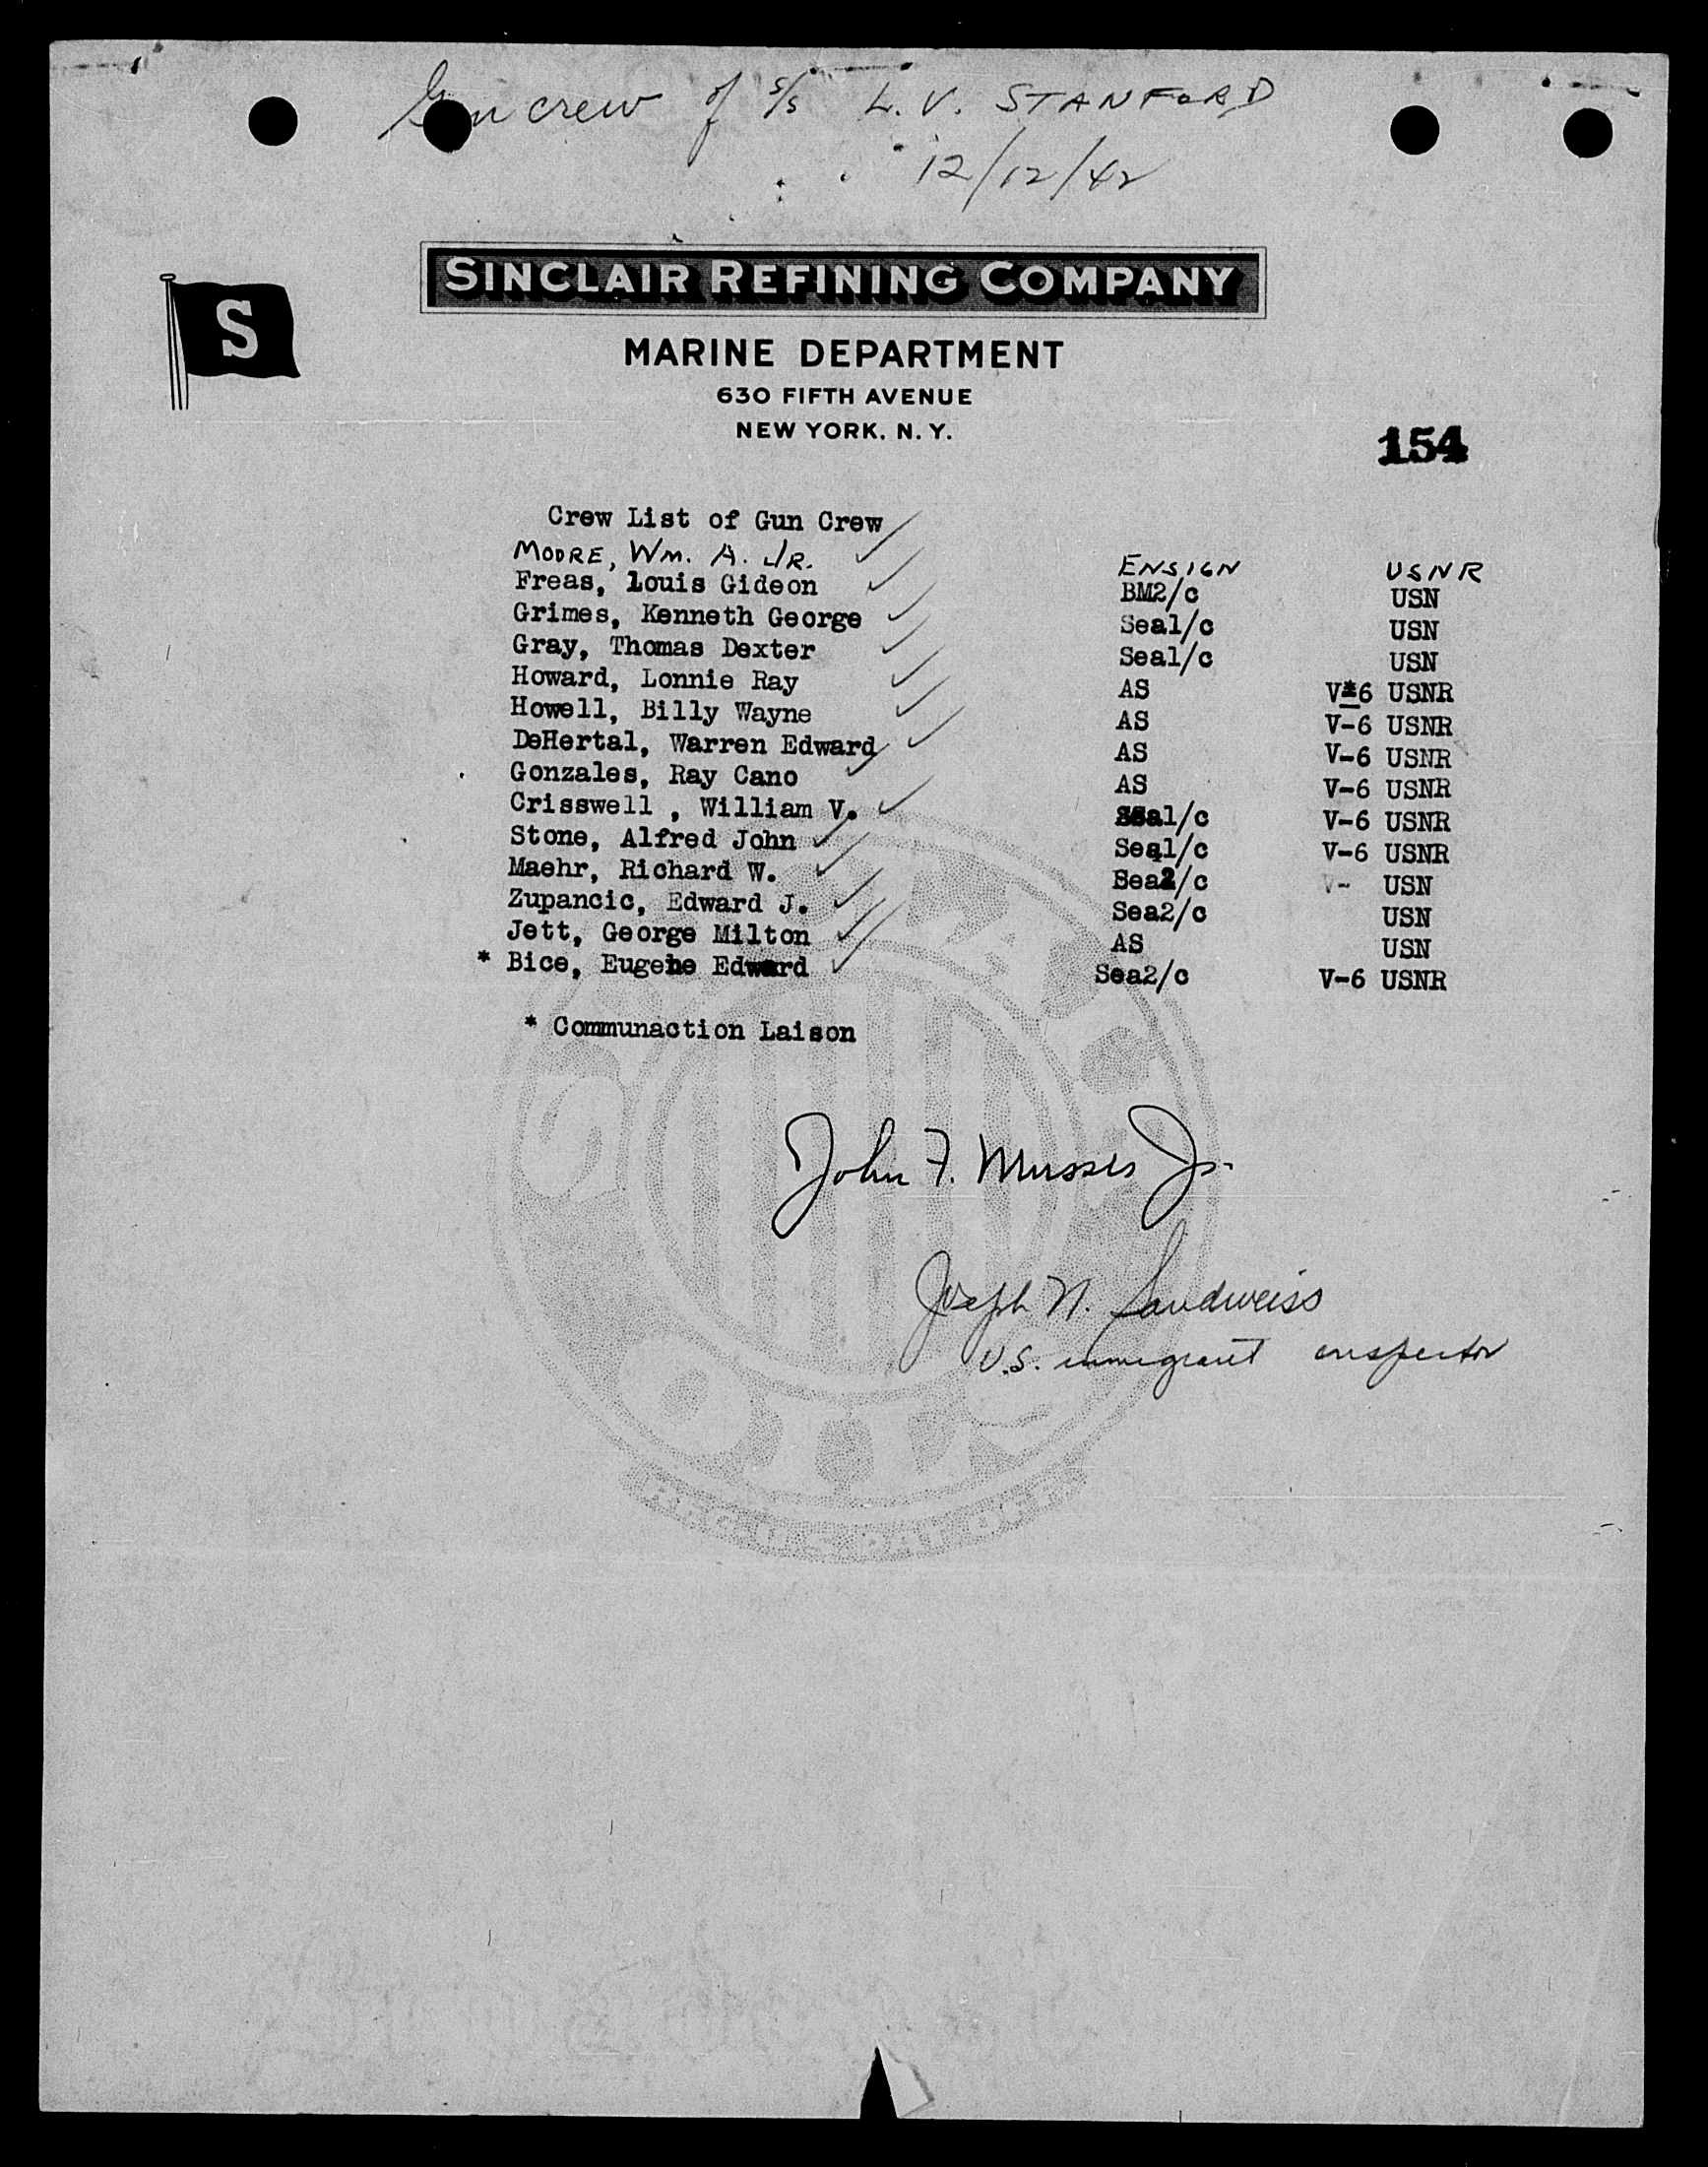 Gun crew of S/S L. V. STANFORD
12/12/42
SINCLAIR REFINING COMPANY
S
MARINE DEPARTMENT
630 FIFTH AVENUE
NEW YORK, N. Y.
154
Crew List of Gun Crew
MOORE, WM. A. JR. ENSIGN USNR
Freas, Louis Gideon BM2/c USN
Grimes, Kenneth George Sea1/c USN
Gray, Thomas Dexter Sea1/c USN
Howard, Lonnie Ray AS V*6 USNR
Howell, Billy Wayne AS V-6 USNR
DeHertal, Warren Edward AS V-6 USNR
Gonzales, Ray Cano AS V-6 USNR
Crisswell , William V. Sea1/c V-6 USNR
Stone, Alfred John Sea1/c V-6 USNR
Maehr, Richard W. Sea2/c V- USN
Zupancic, Edward J. Sea2/c USN
Jett, George Milton AS USN
* Bice, Eugene Edward Sea2/c V-6 USNR
* Communaction Laison
John F. Jr.
Joseph N. Sandweiss
U.S. immigrant inspector
OILS
REG. U.S. PAT. OFF.